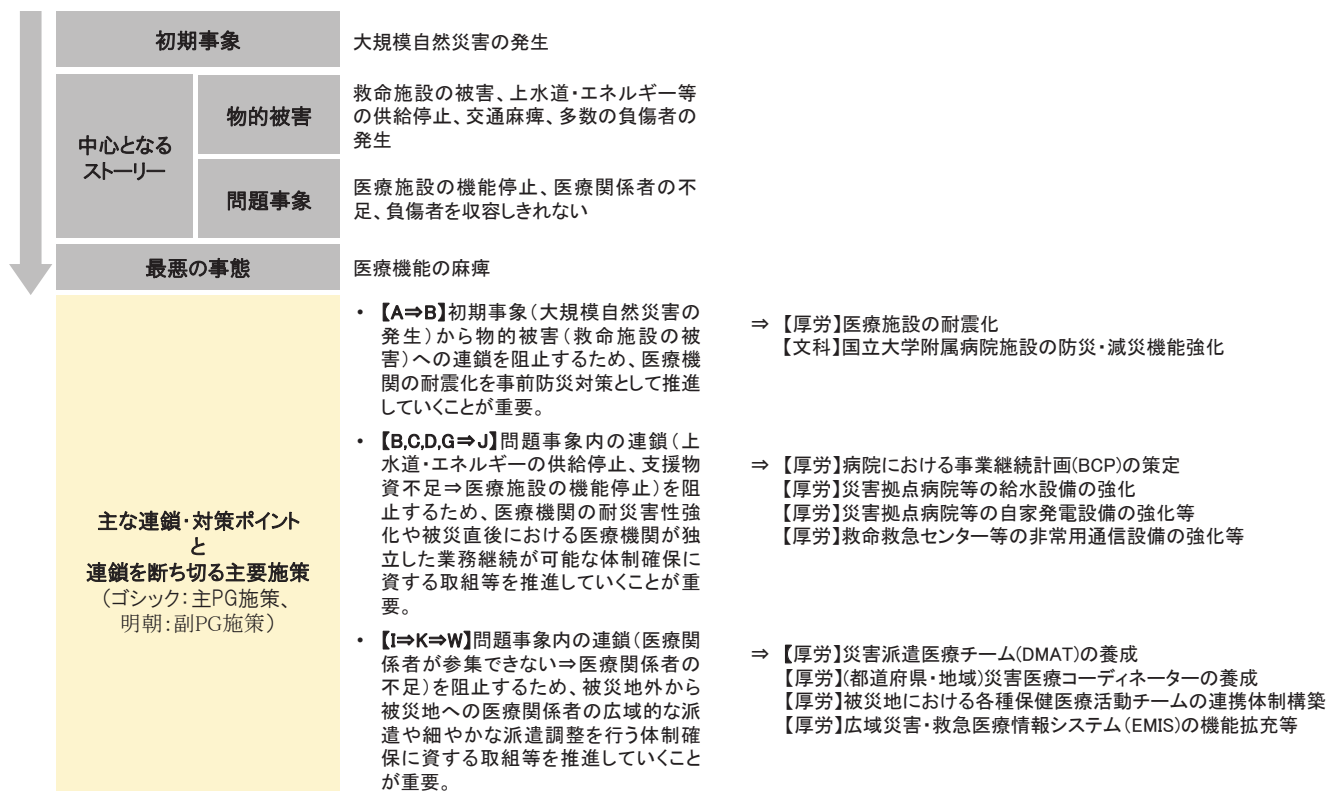 初期事象
大規模自然災害の発生
中心となる
ストーリー
物的被害
救命施設の被害、上水道・エネルギー等
の供給停止、交通麻痺、多数の負傷者の
発生
問題事象
医療施設の機能停止、医療関係者の不
足、負傷者を収容しきれない
最悪の事態
医療機能の麻痺
主な連鎖・対策ポイント
と
連鎖を断ち切る主要施策
(ゴシック:主PG施策、
明朝:副PG施策)
・ 【A⇒B】初期事象(大規模自然災害の
発生)から物的被害(救命施設の被
害)への連鎖を阻止するため、医療機
関の耐震化を事前防災対策として推進
していくことが重要。
⇒ 【厚労】医療施設の耐震化
【文科】国立大学附属病院施設の防災・減災機能強化
・ 【B,C,D,G⇒J】問題事象内の連鎖(上
水道・エネルギーの供給停止、支援物
資不足⇒医療施設の機能停止)を阻
止するため、医療機関の耐災害性強
化や被災直後における医療機関が独
立した業務継続が可能な体制確保に
資する取組等を推進していくことが重
要。
⇒ 【厚労】病院における事業継続計画(BCP)の策定
【厚労】災害拠点病院等の給水設備の強化
【厚労】災害拠点病院等の自家発電設備の強化等
【厚労】救命救急センター等の非常用通信設備の強化等
・ 【I⇒K⇒W】問題事象内の連鎖(医療関
係者が参集できない⇒医療関係者の
不足)を阻止するため、被災地外から
被災地への医療関係者の広域的な派
遣や細やかな派遣調整を行う体制確
保に資する取組等を推進していくこと
が重要。
⇒ 【厚労】災害派遣医療チーム(DMAT)の養成
【厚労】(都道府県・地域)災害医療コーディネーターの養成
【厚労】被災地における各種保健医療活動チームの連携体制構築
【厚労】広域災害・救急医療情報システム(EMIS)の機能拡充等